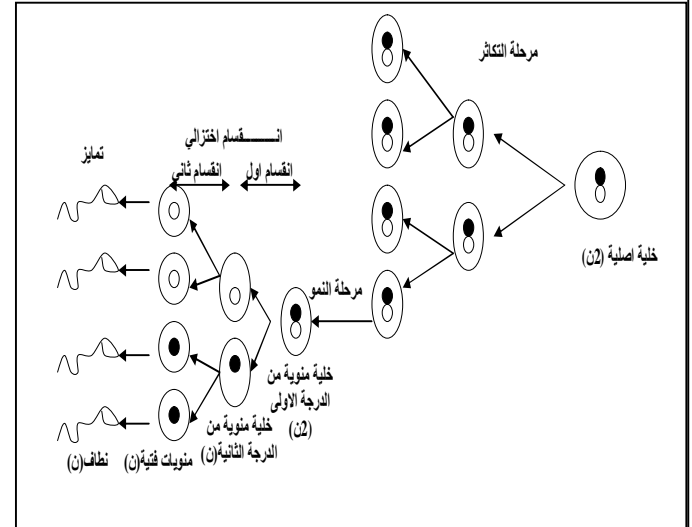 مرحلة التكاثر
خلية اصلية (2ن)
انـــــــقسام اختزالي
انقسام اول
انقسام ثاني
تمايز
مرحلة النمو
خلية منوية من
الدرجة الاولى
(2ن)
خلية منوية من
الدرجة الثانية(ن)
منويات فتية(ن)
نطاف(ن)